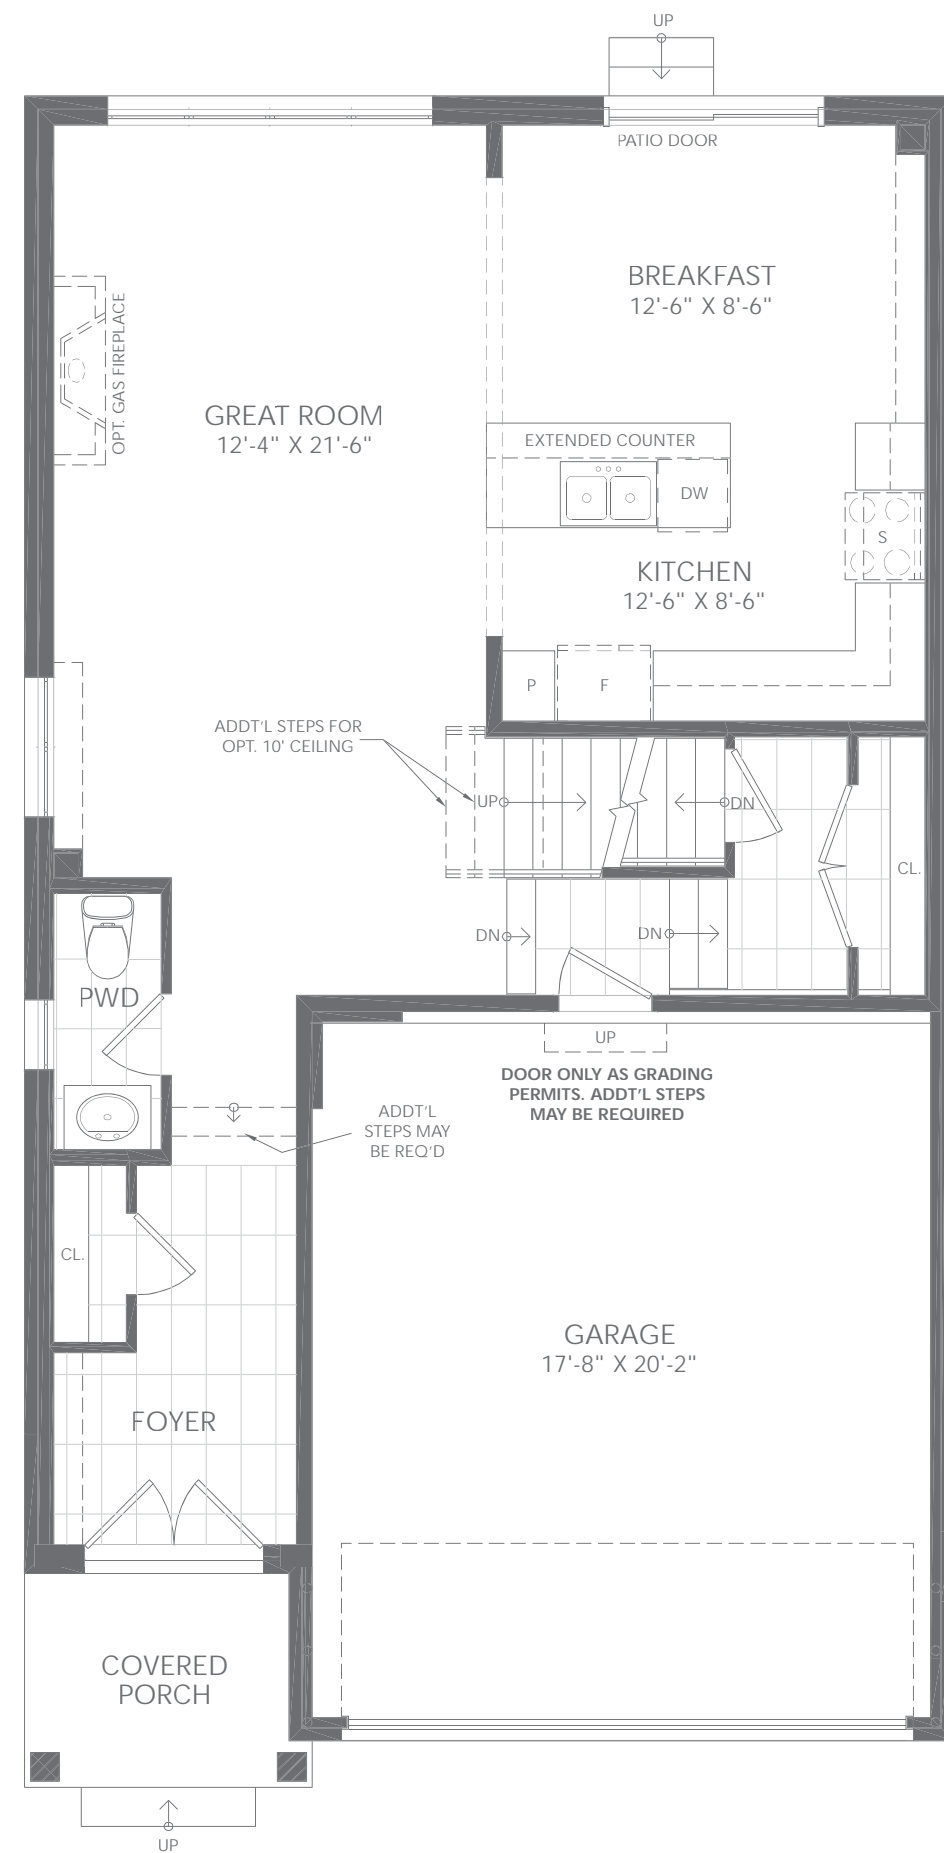 UP
PATIO DOOR
BREAKFAST
12'-6" X 8'-6"
OPT. GAS FIREPLACE
GREAT ROOM
12'-4" X 21'-6"
EXTENDED COUNTER
DW
S
KITCHEN
12'-6" X 8'-6"
P
F
ADDT'L STEPS FOR
OPT. 10' CEILING
UP
DN
CL.
DN
DN
PWD
UP
DOOR ONLY AS GRADING
PERMITS. ADDT'L STEPS
MAY BE REQUIRED
ADDT'L
STEPS MAY
BE REQ'D
CL.
GARAGE
17'-8" X 20'-2"
FOYER
COVERED
PORCH
UP